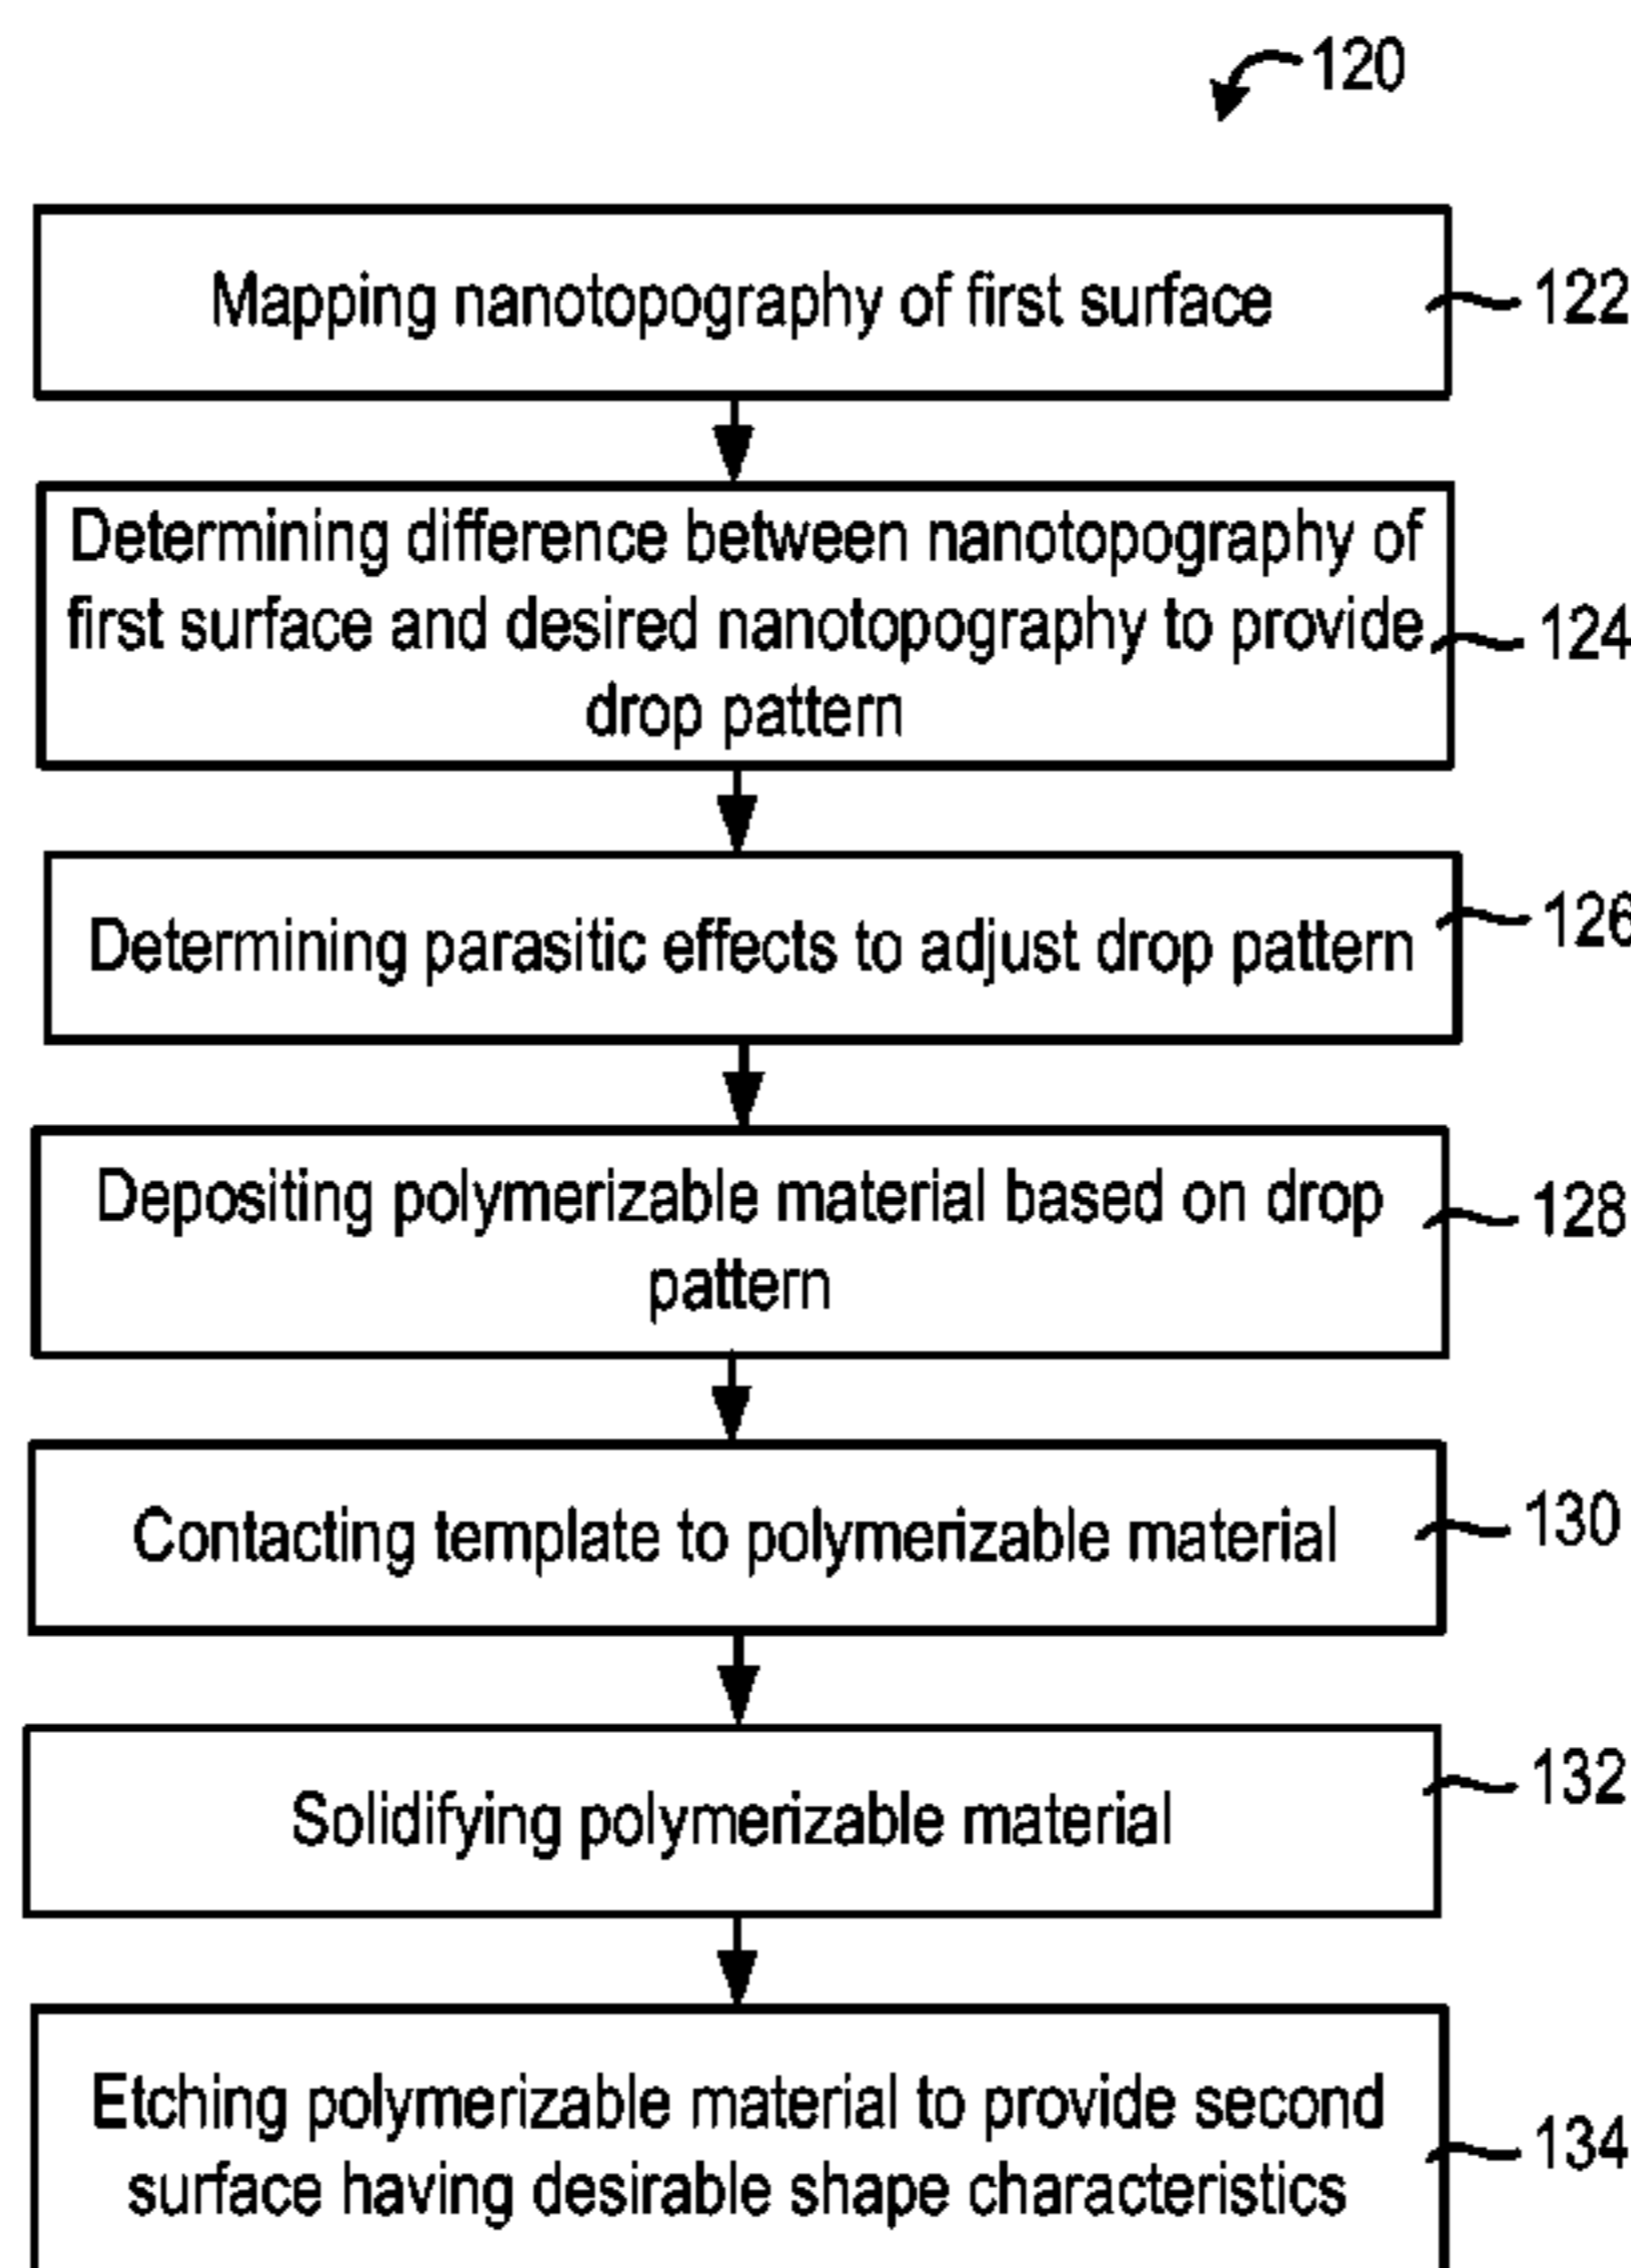 120
Mapping nanotopography of first surface
122
Determining difference between nanotopography of
first surface and desired nanotopography to provide
drop pattern
124
Determining parasitic effects to adjust drop pattern
126
Depositing polymerizable material based on drop
pattern
128
Contacting template to polymerizable material
130
Solidifying polymerizable material
132
Etching polymerizable material to provide second
surface having desirable shape characteristics
134